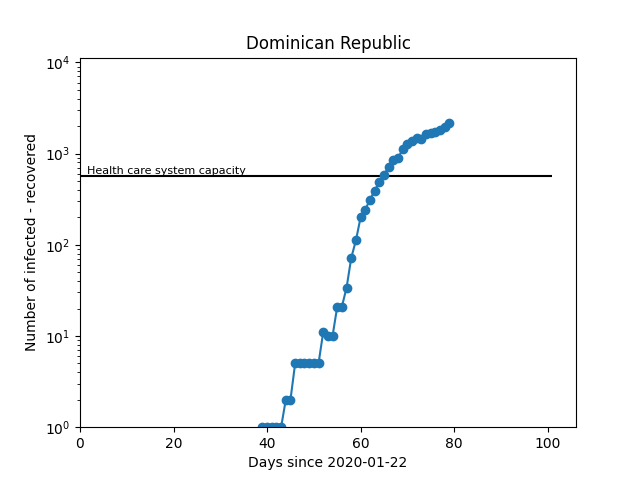 Dominican Republic
10^4
10^3
10^2
10^1
10^0
Number of infected - recovered
Health care system capacity
0 20 40 60 80 100
Days since 2020-01-22